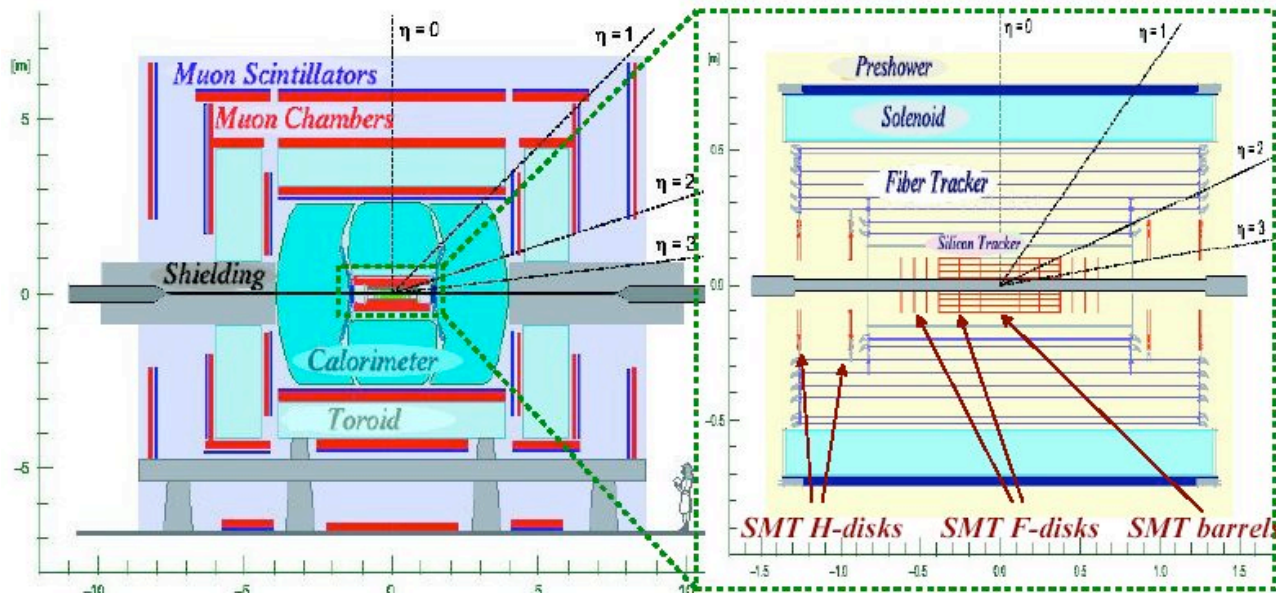 η=0
η=1
[m]
Muon Scintillators
Muon Chambers
5
η=2
η=3
Shielding
0
Calorimeter
Toroid
−5
−10
−5
0
5
10
η=0
η=1
[m]
Preshower
Solenoid
0.5
η=2
Fiber Tracker
η=3
Silicon Tracker
0.0
−0.5
SMT H-disks
SMT F-disks
SMT barrels
−1.5
−1.0
−0.5
0.0
0.5
1.0
1.5